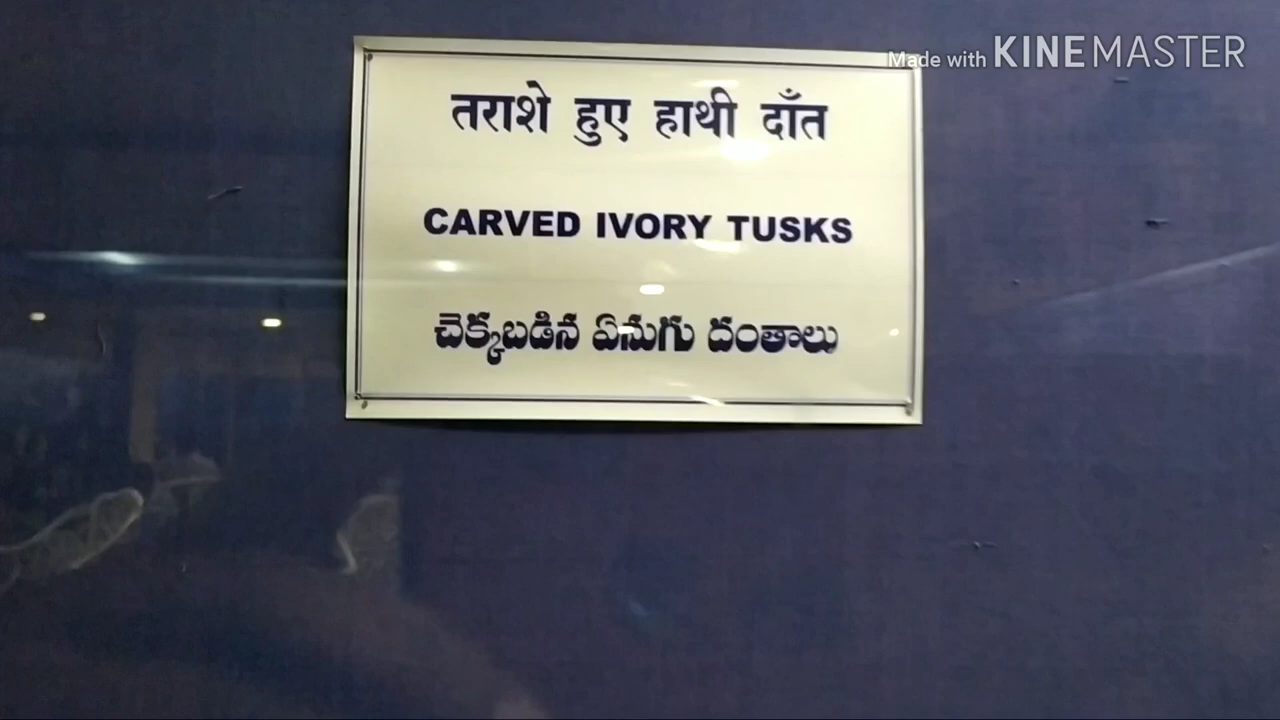 Made with KINEMASTER
तराशे हुए हाथी दाँत
CARVED IVORY TUSKS
చెక్కబడిన ఏనుగు దంతాలు